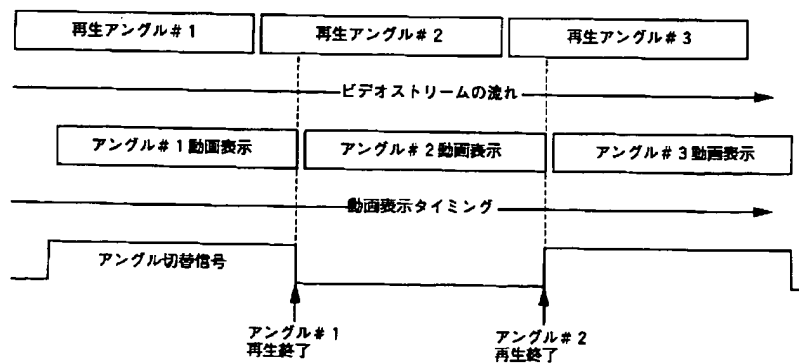 再生アングル＃1
再生アングル＃2
再生アングル＃3
ビデオストリームの流れ
アングル＃1動画表示
アングル＃2動画表示
アングル＃3動画表示
動画表示タイミング
アングル切替信号
アングル＃1
再生終了
アングル＃2
再生終了